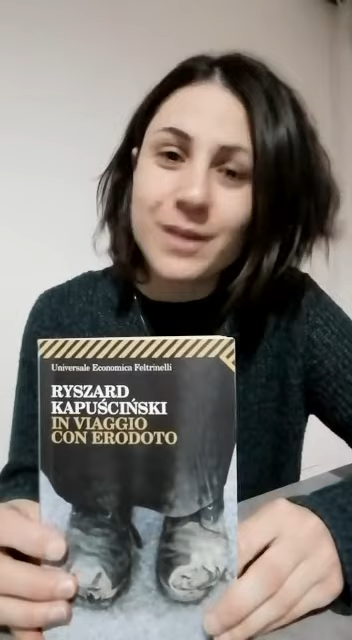 Universale Economica Feltrinelli
RYSZARD
KAPUŚCIŃSKI
IN VIAGGIO
CON ERODOTO